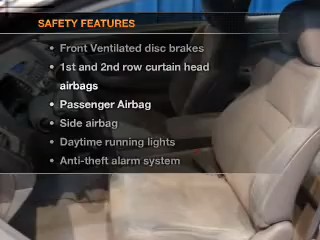 SAFETY FEATURES
• Front Ventilated disc brakes
• 1st and 2nd row curtain head
airbags
• Passenger Airbag
• Side airbag
• Daytime running lights
• Anti-theft alarm system